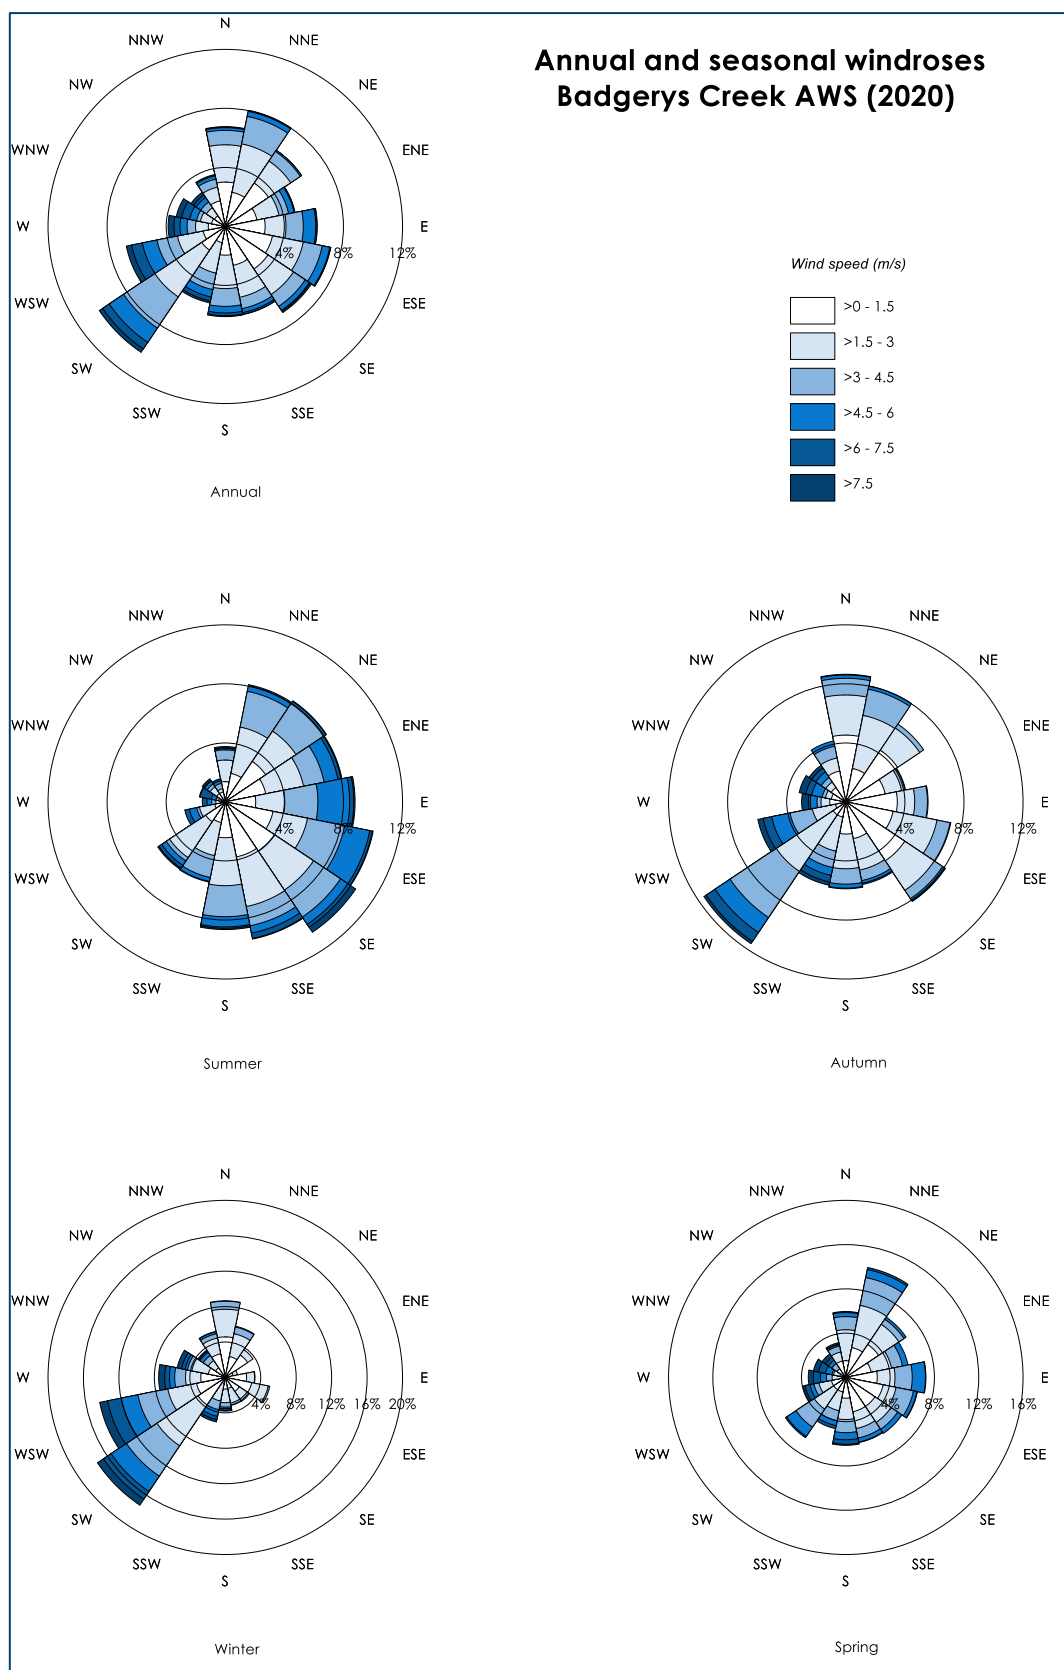 Annual and seasonal windroses
Badgerys Creek AWS (2020)
N
NNW
NNE
NW
NE
WNW
ENE
W
E
4%
8%
12%
WSW
ESE
SW
SE
SSW
SSE
S
Annual
Wind speed (m/s)
>0 - 1.5
>1.5 - 3
>3 - 4.5
>4.5 - 6
>6 - 7.5
>7.5
N
NNW
NNE
NW
NE
WNW
ENE
W
E
4%
8%
12%
WSW
ESE
SW
SE
SSW
SSE
S
Summer
N
NNW
NNE
NW
NE
WNW
ENE
W
E
4%
8%
12%
WSW
ESE
SW
SE
SSW
SSE
S
Autumn
N
NNW
NNE
NW
NE
WNW
ENE
W
E
4%
8%
12%
16%
20%
WSW
ESE
SW
SE
SSW
SSE
S
Winter
N
NNW
NNE
NW
NE
WNW
ENE
W
E
4%
8%
12%
16%
WSW
ESE
SW
SE
SSW
SSE
S
Spring